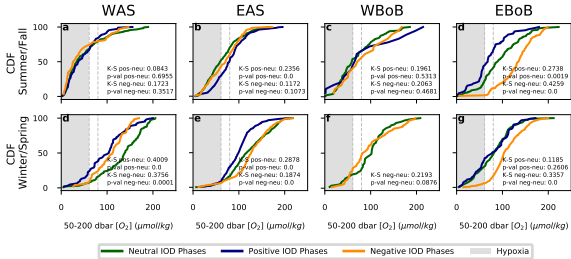 WAS EAS WBoB EBoB
CDF
Summer/Fall
100
50
0
a
K-S pos-neu: 0.0843
p-val pos-neu: 0.6955
K-S neg-neu: 0.1723
p-val neg-neu: 0.3517
b
K-S pos-neu: 0.2356
p-val pos-neu: 0.0
K-S neg-neu: 0.1172
p-val neg-neu: 0.1073
c
K-S pos-neu: 0.1961
p-val pos-neu: 0.5313
K-S neg-neu: 0.2063
p-val neg-neu: 0.4681
d
K-S pos-neu: 0.2738
p-val pos-neu: 0.0019
K-S neg-neu: 0.4259
p-val neg-neu: 0.0
CDF
Winter/Spring
100
50
0
d
K-S pos-neu: 0.4009
p-val pos-neu: 0.0
K-S neg-neu: 0.3756
p-val neg-neu: 0.0001
e
K-S pos-neu: 0.2878
p-val pos-neu: 0.0
K-S neg-neu: 0.1874
p-val neg-neu: 0.0
f
K-S neg-neu: 0.2193
p-val neg-neu: 0.0876
g
K-S pos-neu: 0.1185
p-val pos-neu: 0.2606
K-S neg-neu: 0.3357
p-val neg-neu: 0.0
0 100 200 0 100 200 0 100 200 0 100 200
50-200 dbar [O₂] (μmol/kg) 50-200 dbar [O₂] (μmol/kg) 50-200 dbar [O₂] (μmol/kg) 50-200 dbar [O₂] (μmol/kg)
Neutral IOD Phases Positive IOD Phases Negative IOD Phases Hypoxia